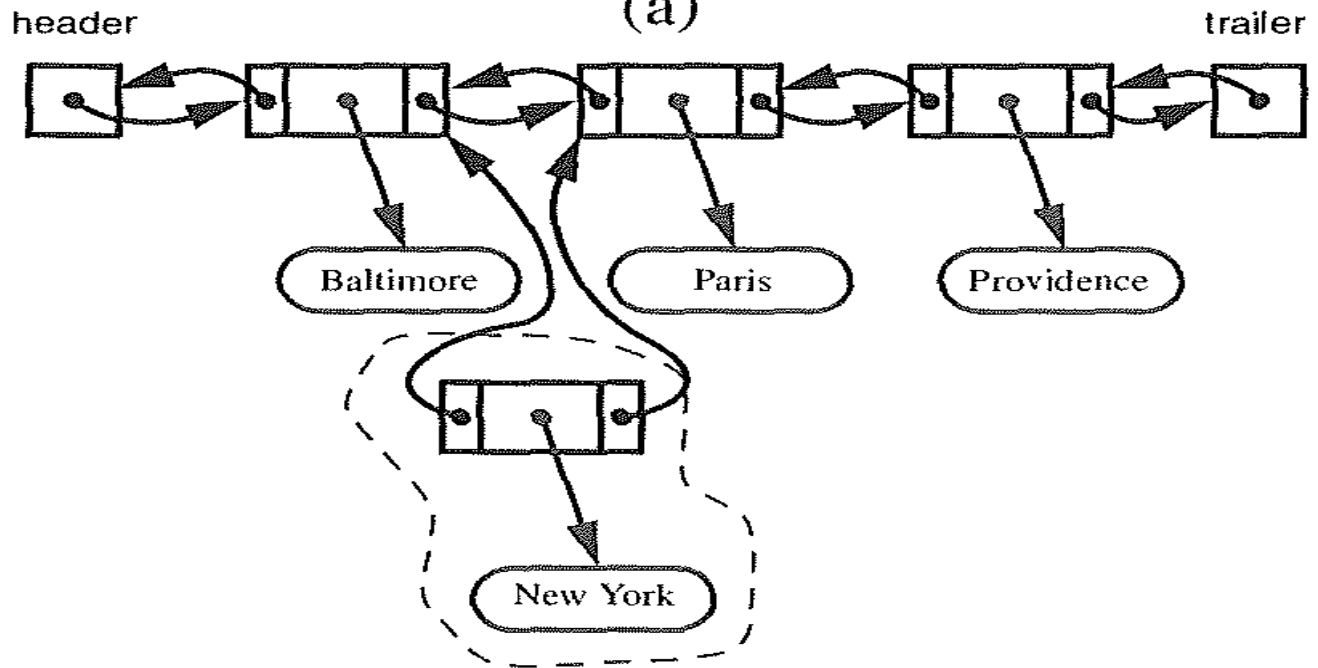 (a)
header
trailer
Baltimore
Paris
Providence
New York